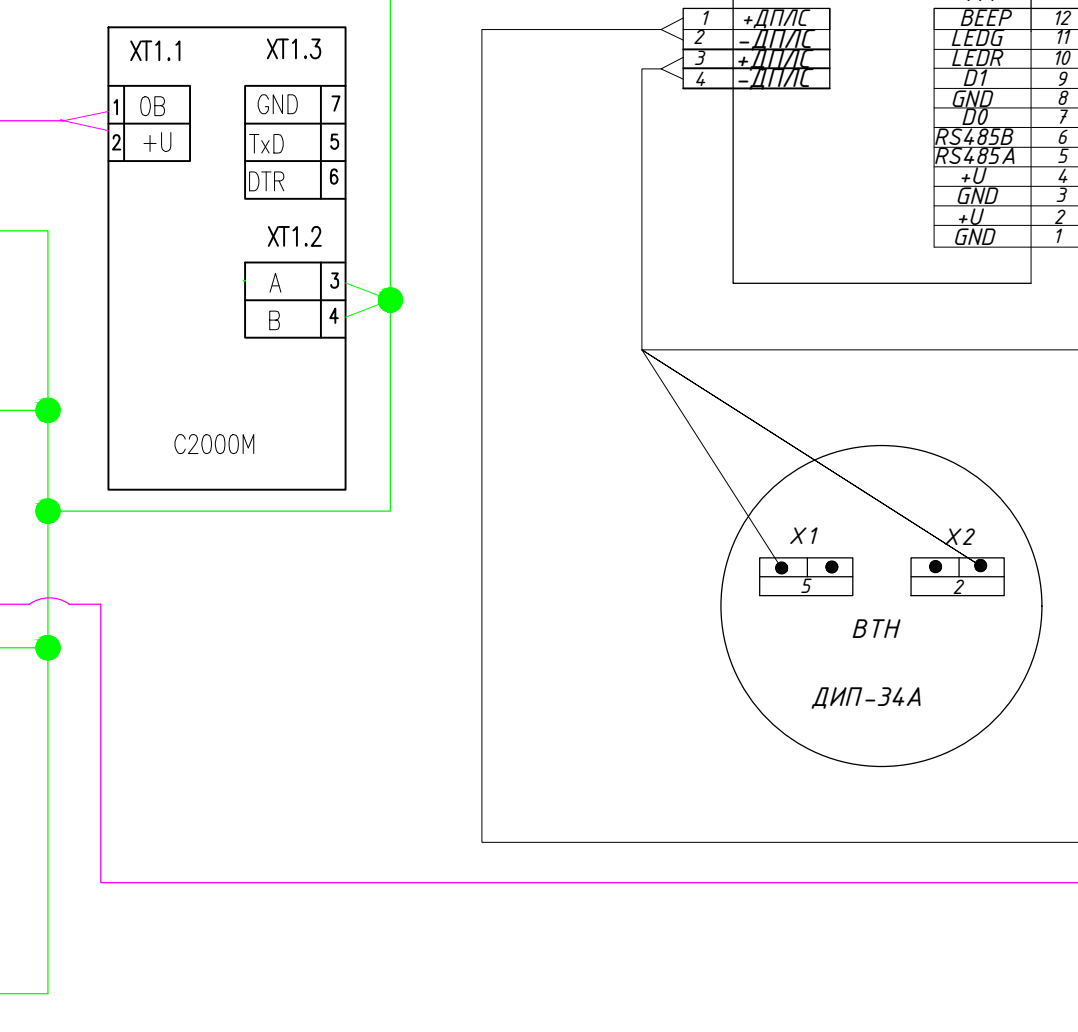 XT1.1
XT1.3
1 0В
2 +U
GND 7
TxD 5
DTR 6
XT1.2
A 3
B 4
С2000М
1 +ДПЛС
2 -ДПЛС
3 +ДПЛС
4 -ДПЛС
BEEP 12
LEDG 11
LEDR 10
D1 9
GND 8
D0 7
RS485B 6
RS485A 5
+U 4
GND 3
+U 2
GND 1
X1
X2
5
2
ВТН
ДИП-34А